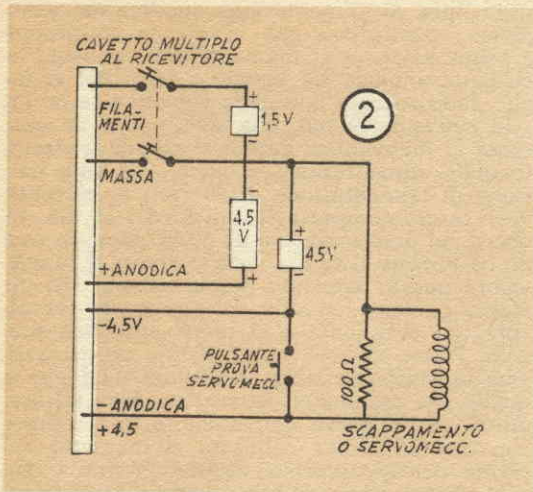 CAVETTO MULTIPLO
AL RICEVITORE
+
1,5 V
-
2
FILA-
MENTI
MASSA
-
4,5
V
+
+
4,5V
-
+ANODICA
-4,5V
PULSANTE
PROVA
SERVOMECC.
100Ω
-ANODICA
+4,5
SCAPPAMENTO
O SERVOMECC.